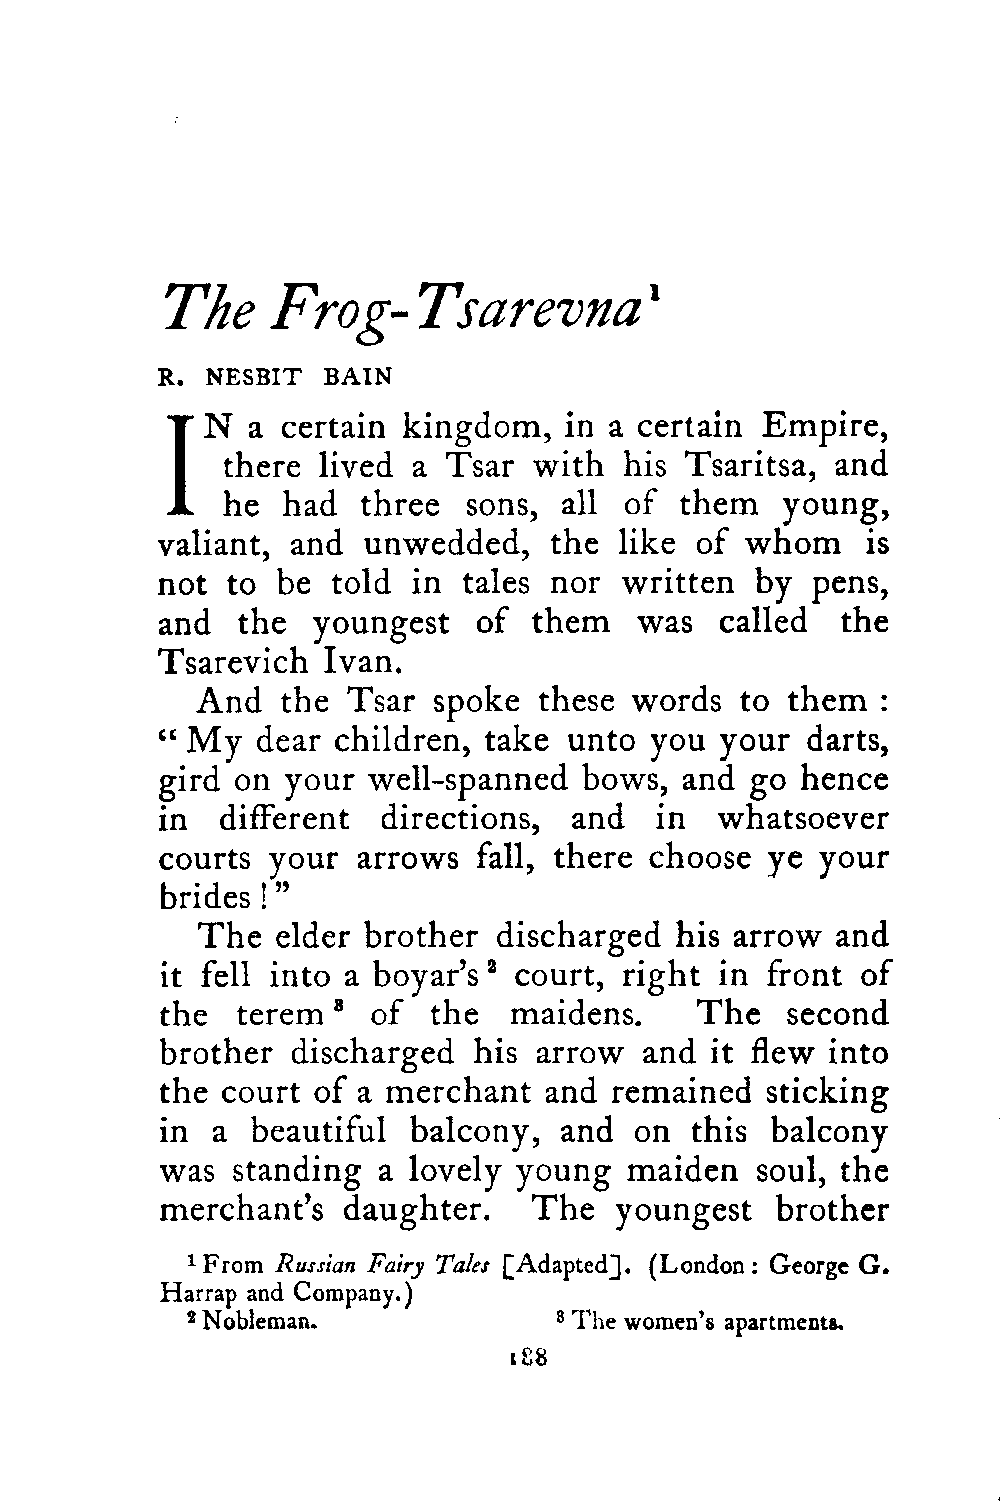 The Frog-Tsarevna¹
R. NESBIT BAIN
IN a certain kingdom, in a certain Empire,
there lived a Tsar with his Tsaritsa, and
he had three sons, all of them young,
valiant, and unwedded, the like of whom is
not to be told in tales nor written by pens,
and the youngest of them was called the
Tsarevich Ivan.
And the Tsar spoke these words to them :
“ My dear children, take unto you your darts,
gird on your well-spanned bows, and go hence
in different directions, and in whatsoever
courts your arrows fall, there choose ye your
brides ! ”
The elder brother discharged his arrow and
it fell into a boyar’s ² court, right in front of
the terem ³ of the maidens. The second
brother discharged his arrow and it flew into
the court of a merchant and remained sticking
in a beautiful balcony, and on this balcony
was standing a lovely young maiden soul, the
merchant’s daughter. The youngest brother
¹ From Russian Fairy Tales [Adapted]. (London : George G.
Harrap and Company.)
² Nobleman. ³ The women’s apartments.
188